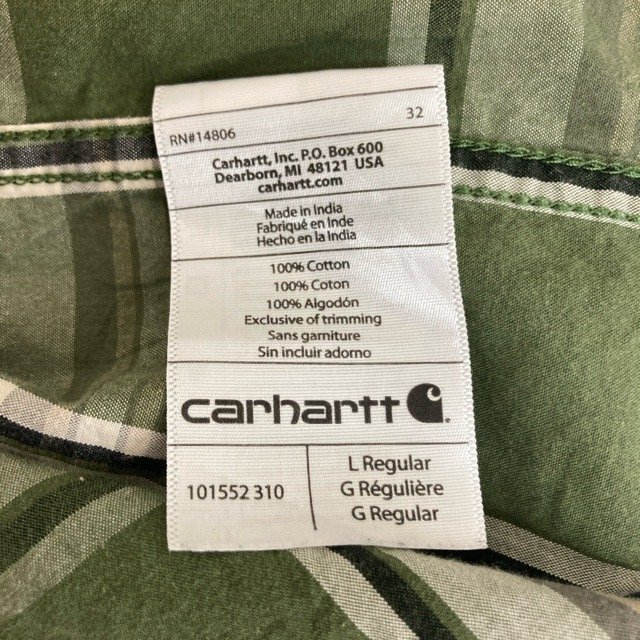 RN#14806 32
Carhartt, Inc. P.O. Box 600
Dearborn, MI 48121 USA
carhartt.com
Made in India
Fabriqué en Inde
Hecho en la India
100% Cotton
100% Coton
100% Algodón
Exclusive of trimming
Sans garniture
Sin incluir adorno
carhartt
101552 310
L Regular
G Régulière
G Regular